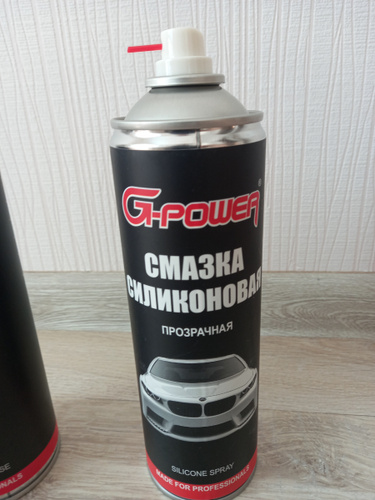 G-POWER®
СМАЗКА
СИЛИКОНОВАЯ
ПРОЗРАЧНАЯ
SILICONE SPRAY
MADE FOR PROFESSIONALS